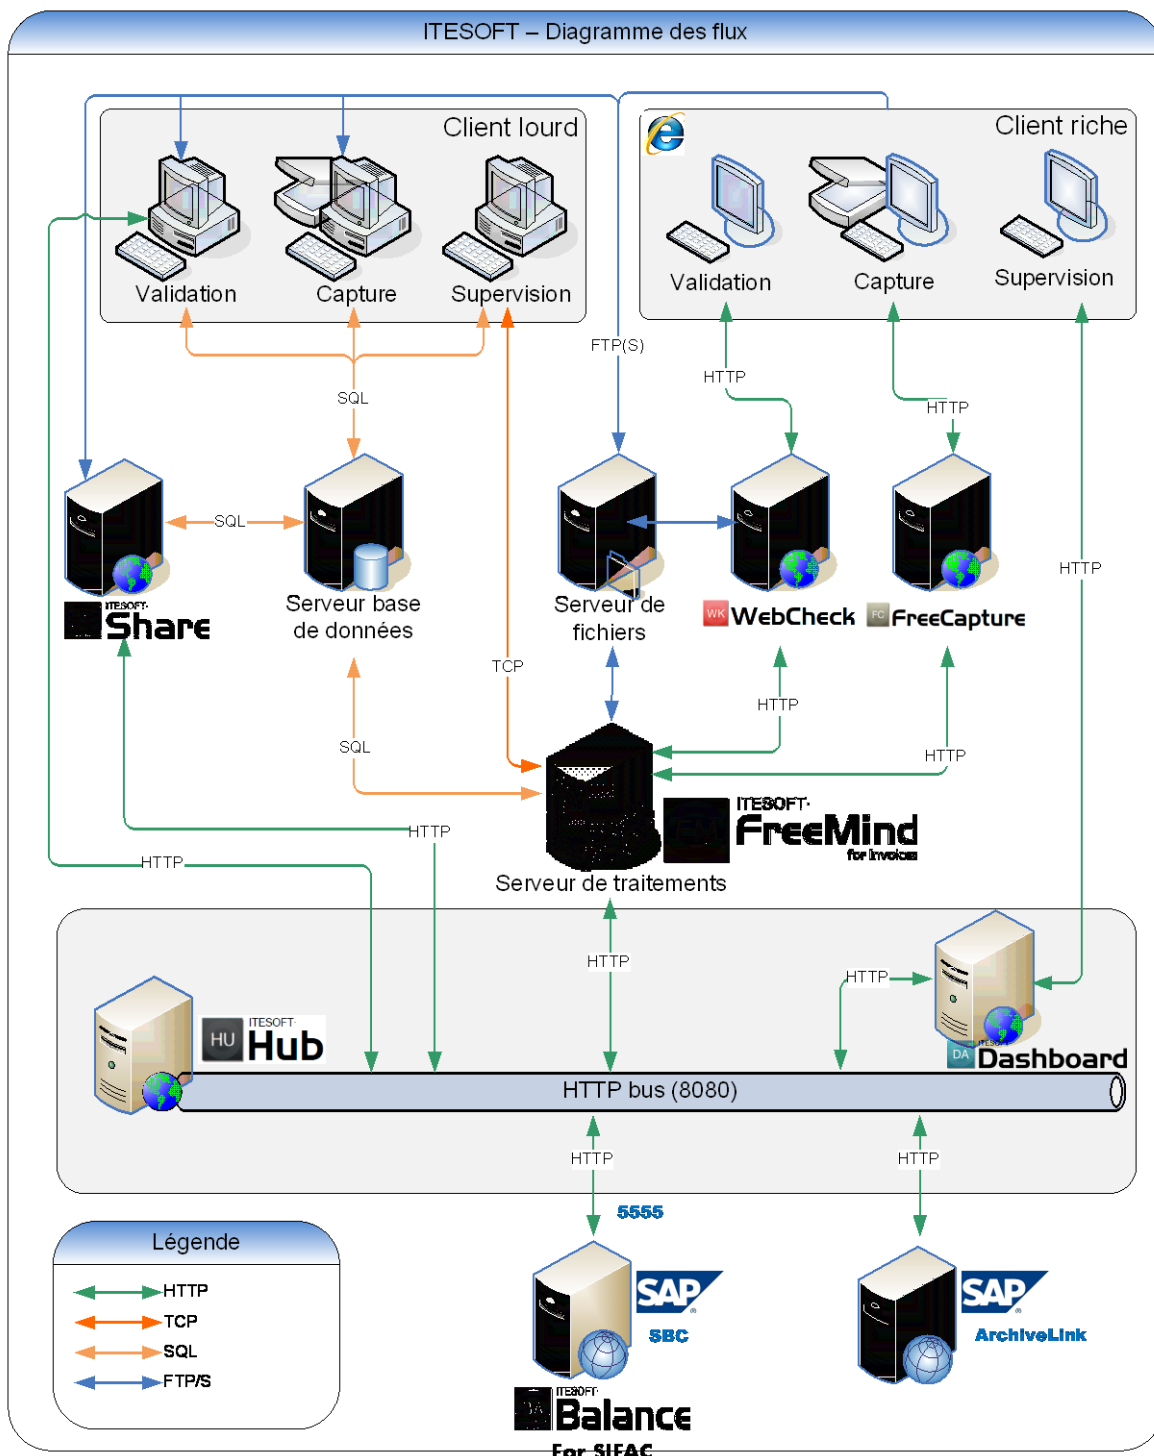 ITESOFT – Diagramme des flux
Client lourd
Client riche
Validation
Capture
Supervision
Validation
Capture
Supervision
FTP(S)
HTTP
SQL
HTTP
SQL
HTTP
ITESOFT·
Share
Serveur base
de données
Serveur de
fichiers
WK WebCheck
FC FreeCapture
TCP
HTTP
SQL
HTTP
ITESOFT·
FreeMind
for Invoices
HTTP
HTTP
Serveur de traitements
HTTP
HTTP
ITESOFT·
HU Hub
ITESOFT·
DA Dashboard
HTTP bus (8080)
HTTP
HTTP
5555
Légende
HTTP
TCP
SQL
FTP/S
SAP
SBC
SAP
ArchiveLink
ITESOFT·
BA Balance
For SIFAC